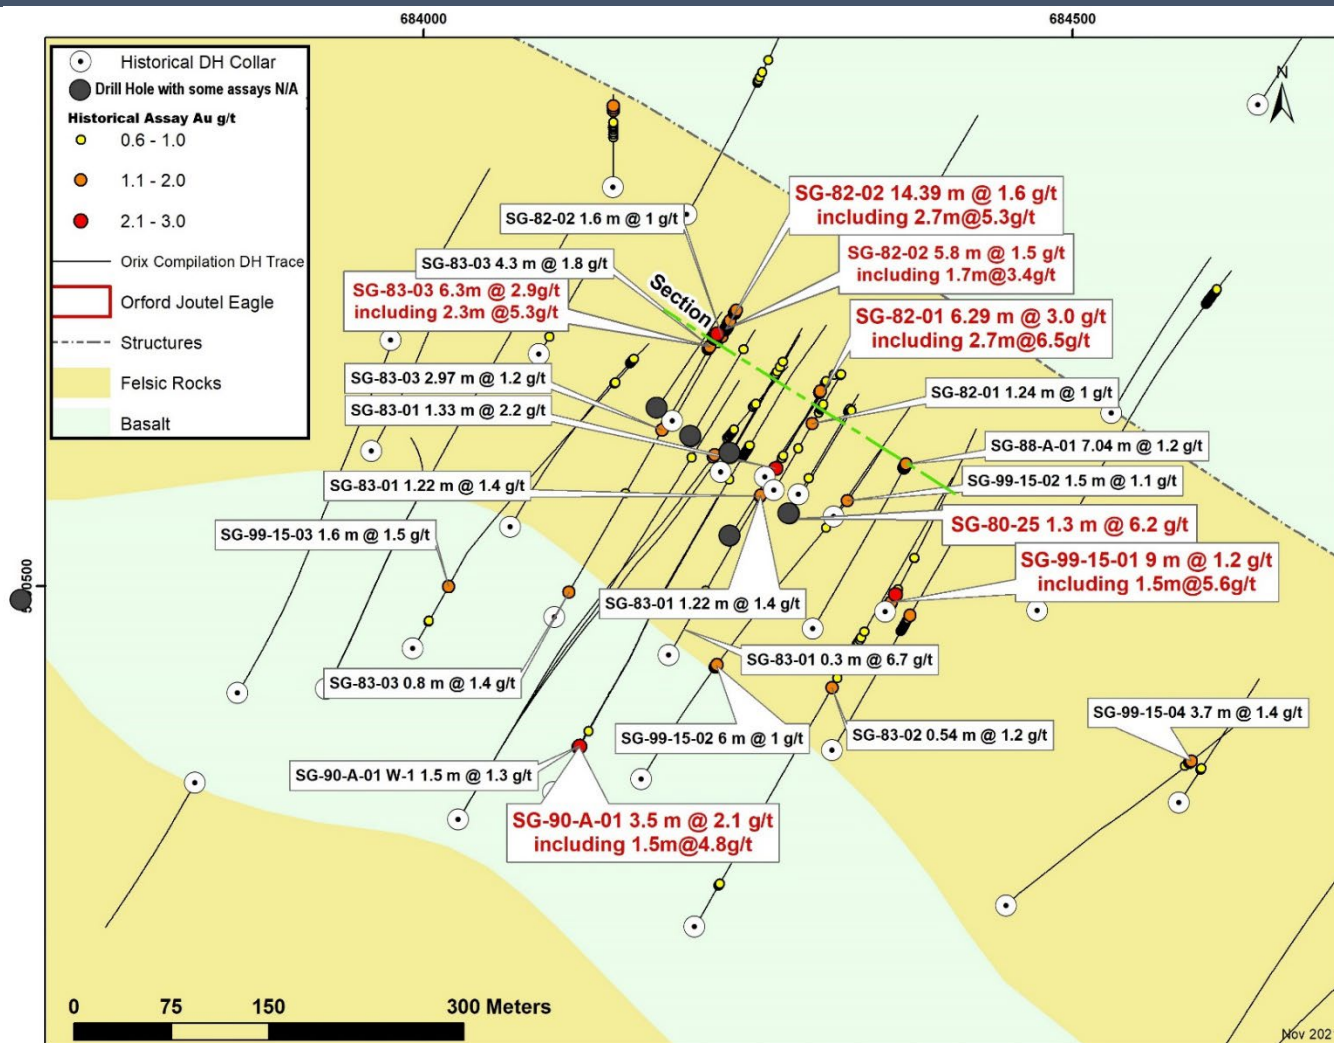 684000
684500
Historical DH Collar
Drill Hole with some assays N/A
Historical Assay Au g/t
0.6 - 1.0
1.1 - 2.0
2.1 - 3.0
Orix Compilation DH Trace
Orford Joutel Eagle
Structures
Felsic Rocks
Basalt
N
SG-82-02 14.39 m @ 1.6 g/t
including 2.7m@5.3g/t
SG-82-02 1.6 m @ 1 g/t
SG-82-02 5.8 m @ 1.5 g/t
including 1.7m@3.4g/t
SG-83-03 4.3 m @ 1.8 g/t
SG-83-03 6.3m @ 2.9g/t
including 2.3m @5.3g/t
Section
SG-82-01 6.29 m @ 3.0 g/t
including 2.7m@6.5g/t
SG-83-03 2.97 m @ 1.2 g/t
SG-82-01 1.24 m @ 1 g/t
SG-83-01 1.33 m @ 2.2 g/t
SG-88-A-01 7.04 m @ 1.2 g/t
SG-83-01 1.22 m @ 1.4 g/t
SG-99-15-02 1.5 m @ 1.1 g/t
SG-80-25 1.3 m @ 6.2 g/t
SG-99-15-03 1.6 m @ 1.5 g/t
SG-99-15-01 9 m @ 1.2 g/t
including 1.5m@5.6g/t
SG-83-01 1.22 m @ 1.4 g/t
SG-83-01 0.3 m @ 6.7 g/t
SG-83-03 0.8 m @ 1.4 g/t
SG-99-15-04 3.7 m @ 1.4 g/t
SG-99-15-02 6 m @ 1 g/t
SG-83-02 0.54 m @ 1.2 g/t
SG-90-A-01 W-1 1.5 m @ 1.3 g/t
SG-90-A-01 3.5 m @ 2.1 g/t
including 1.5m@4.8g/t
0 75 150 300 Meters
Nov 202